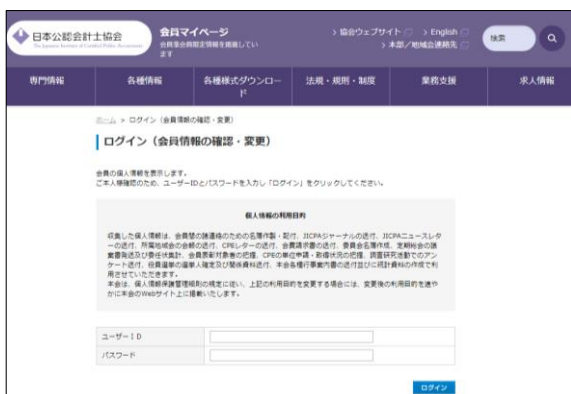 日本公認会計士協会
The Japanese Institute of Certified Public Accountants
会員マイページ
会員準会員限定情報を掲載してい
ます
› 協会ウェブサイト › English
› 本部/地域会連絡先
検索
専門情報 各種情報 各種様式ダウンロー
ド 法規・規則・制度 業務支援 求人情報
ホーム > ログイン(会員情報の確認・変更)
ログイン(会員情報の確認・変更)
会員の個人情報を表示します。
ご本人様確認のため、ユーザーIDとパスワードを入力し「ログイン」をクリックしてください。
個人情報の利用目的
収集した個人情報は、会員間の諸連絡のための名簿作製・配付、JICPAジャーナルの送付、JICPAニュースレタ
ーの送付、所属地域会の会報の送付、CPEレターの送付、会費請求書の送付、委員会名簿作成、定期総会の議
案書発送及び委任状集計、会員表彰対象者の把握、CPEの単位申請・取得状況の把握、調査研究活動でのアン
ケート送付、役員選挙の選挙人確定及び関係資料送付、本会各種行事案内書の送付並びに統計資料の作成で利
用させていただきます。
本会は、個人情報保護管理細則の規定に従い、上記の利用目的を変更する場合には、変更後の利用目的を速や
かに本会のWebサイト上に掲載いたします。
ユーザーID
パスワード
ログイン